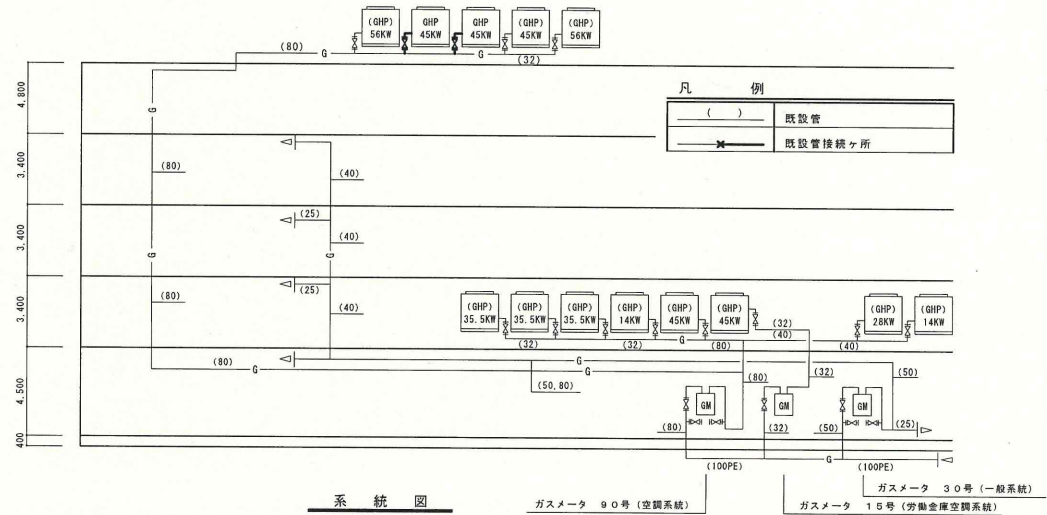 (GHP) 56KW
GHP 45KW
GHP 45KW
(GHP) 45KW
(GHP) 56KW
(80)
G
(32)
凡 例
( )
既設管
既設管接続ヶ所
4,800
G
3,400
(80)
(40)
3,400
(25)
(40)
G
G
3,400
(25)
(80)
(40)
(GHP) 35.5KW
(GHP) 35.5KW
(GHP) 35.5KW
(GHP) 14KW
(GHP) 45KW
(GHP) 45KW
(GHP) 28KW
(GHP) 14KW
(32)
(40)
(32)
(32)
G
(80)
(40)
4,500
(80)
G
G
G
G
(50,80)
(80)
(32)
(50)
GM
GM
GM
(80)
(32)
(50)
(25)
400
G
(100PE)
(100PE)
系 統 図
ガスメータ 90号(空調系統)
ガスメータ 30号(一般系統)
ガスメータ 15号(労働金庫空調系統)